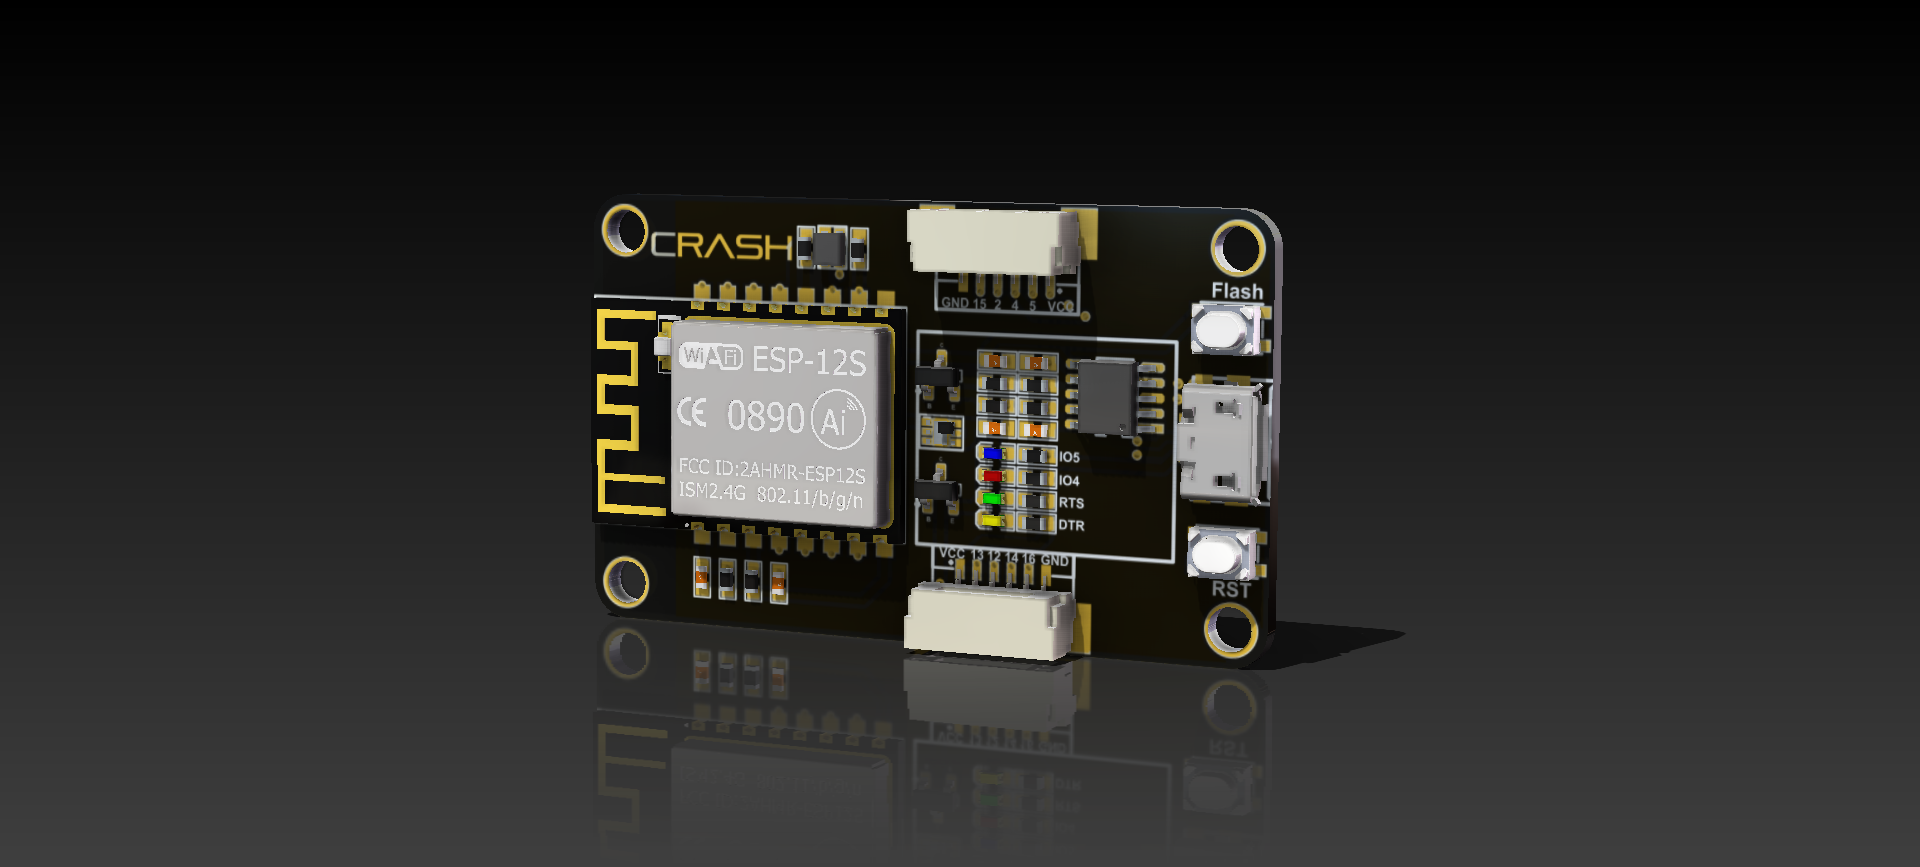 CRASH
GND 15 2 4 5 VCC
Flash
WiFi ESP-12S
CE 0890 Ai
FCC ID:2AHMR-ESP12S
ISM2.4G 802.11/b/g/n
IO5
IO4
RTS
DTR
VCC 13 12 14 16 GND
RST